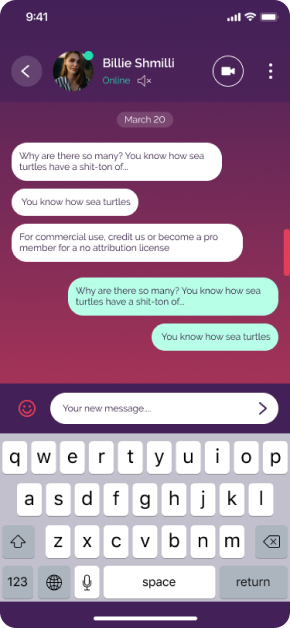 9:41
Billie Shmilli
Online
March 20
Why are there so many? You know how sea
turtles have a shit-ton of...
You know how sea turtles
For commercial use, credit us or become a pro
member for a no attribution license
Why are there so many? You know how sea
turtles have a shit-ton of...
You know how sea turtles
Your new message...
q w e r t y u i o p
a s d f g h j k l
z x c v b n m
123 space return